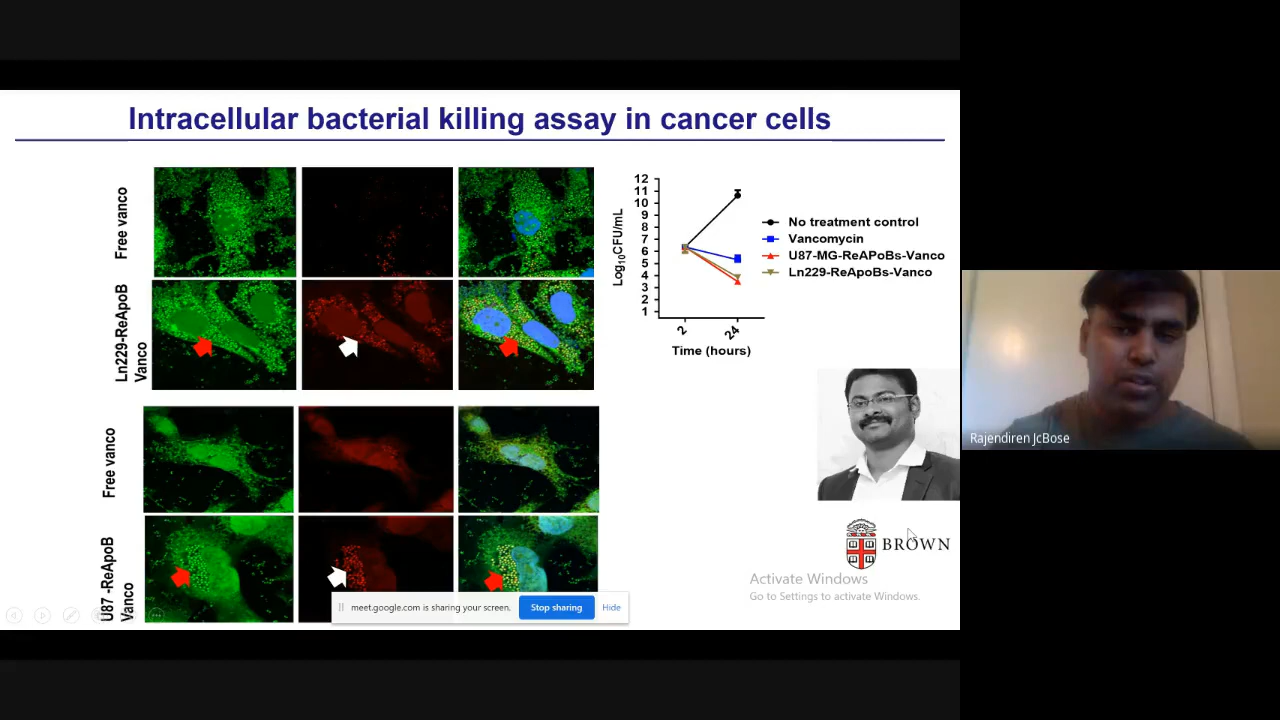 Intracellular bacterial killing assay in cancer cells
Free vanco
Ln229-ReApoB
Vanco
Free vanco
U87 -ReApoB
Vanco
12
11
10
9
8
7
6
5
4
3
2
1
Log10CFU/mL
2
24
Time (hours)
No treatment control
Vancomycin
U87-MG-ReAPoBs-Vanco
Ln229-ReApoBs-Vanco
BROWN
Activate Windows
Go to Settings to activate Windows.
meet.google.com is sharing your screen.
Stop sharing
Hide
Rajendiren JcBose